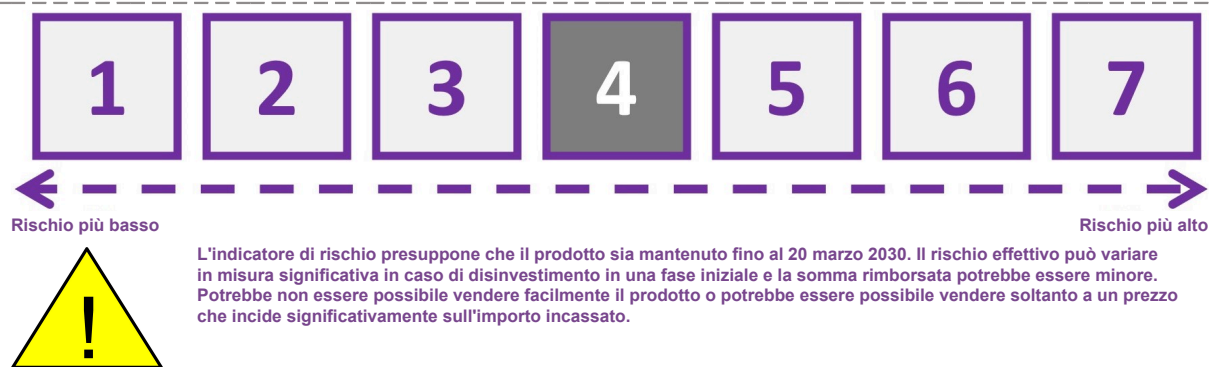 1 2 3 4 5 6 7
Rischio più basso Rischio più alto
L'indicatore di rischio presuppone che il prodotto sia mantenuto fino al 20 marzo 2030. Il rischio effettivo può variare
in misura significativa in caso di disinvestimento in una fase iniziale e la somma rimborsata potrebbe essere minore.
Potrebbe non essere possibile vendere facilmente il prodotto o potrebbe essere possibile vendere soltanto a un prezzo
che incide significativamente sull'importo incassato.
!